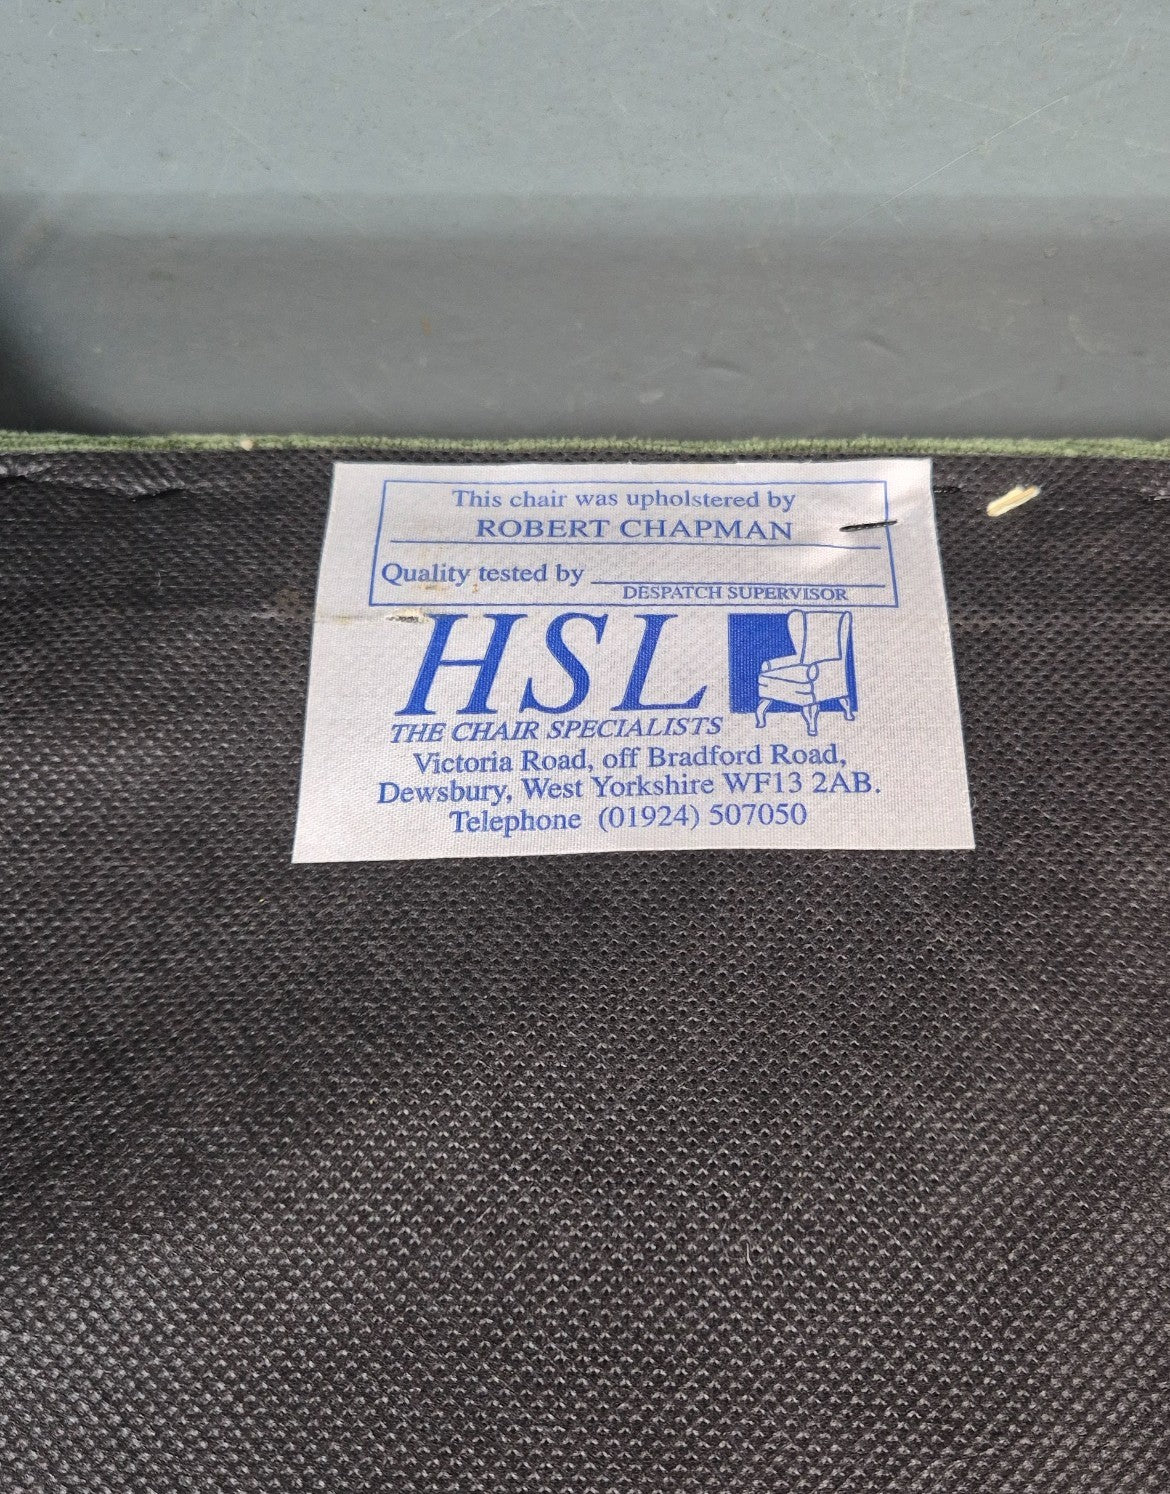 This chair was upholstered by
ROBERT CHAPMAN
Quality tested by
DESPATCH SUPERVISOR
HSL
THE CHAIR SPECIALISTS
Victoria Road, off Bradford Road,
Dewsbury, West Yorkshire WF13 2AB.
Telephone (01924) 507050